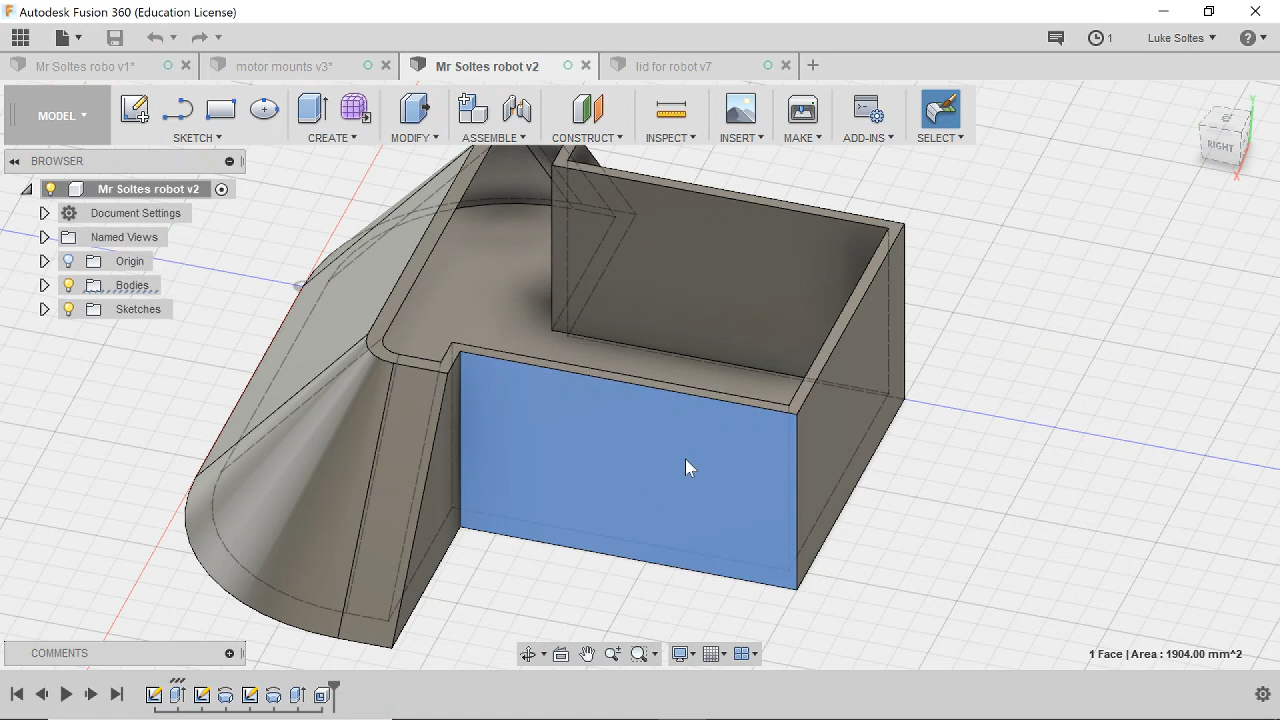 Autodesk Fusion 360 (Education License)
1
Luke Soltes
Mr Soltes robo v1*
motor mounts v3*
Mr Soltes robot v2
lid for robot v7
MODEL
SKETCH
CREATE
MODIFY
ASSEMBLE
CONSTRUCT
INSPECT
INSERT
MAKE
ADD-INS
SELECT
Y
RIGHT
X
BROWSER
Mr Soltes robot v2
Document Settings
Named Views
Origin
Bodies
Sketches
COMMENTS
1 Face | Area : 1904.00 mm^2